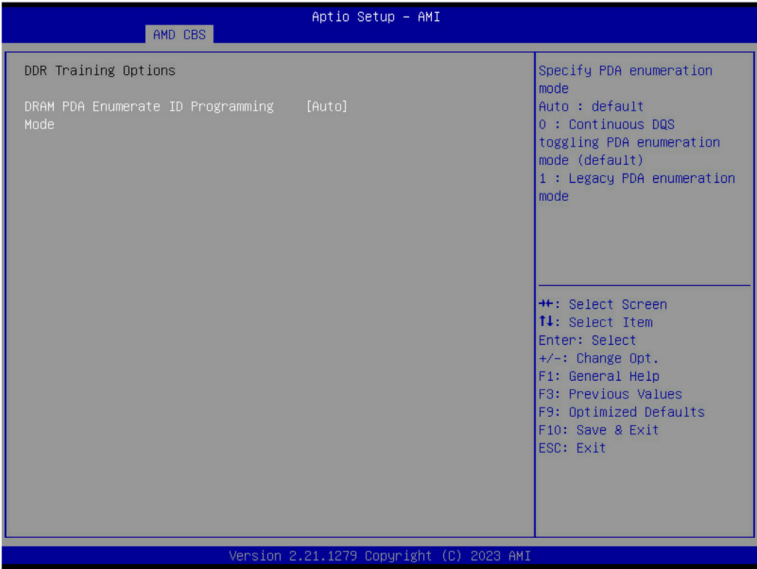 Aptio Setup – AMI
AMD CBS
DDR Training Options
DRAM PDA Enumerate ID Programming [Auto]
Mode
Specify PDA enumeration
mode
Auto : default
0 : Continuous DQS
toggling PDA enumeration
mode (default)
1 : Legacy PDA enumeration
mode
→←: Select Screen
↑↓: Select Item
Enter: Select
+/-: Change Opt.
F1: General Help
F3: Previous Values
F9: Optimized Defaults
F10: Save & Exit
ESC: Exit
Version 2.21.1279 Copyright (C) 2023 AMI